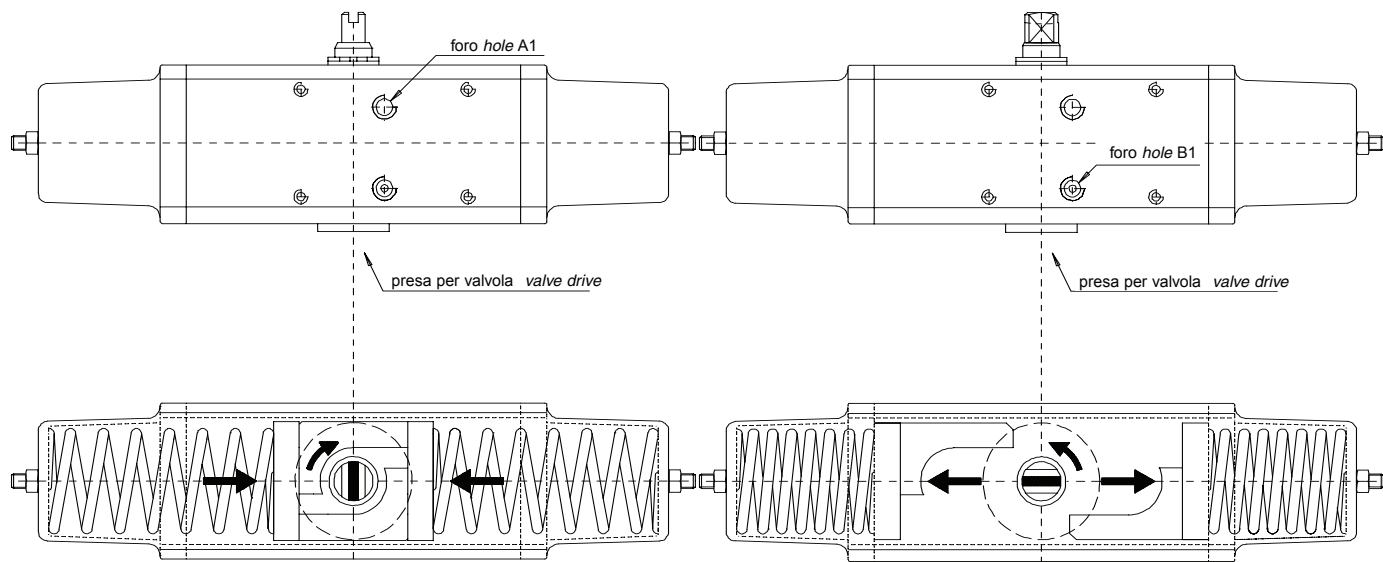 foro hole A1
foro hole B1
presa per valvola valve drive
presa per valvola valve drive